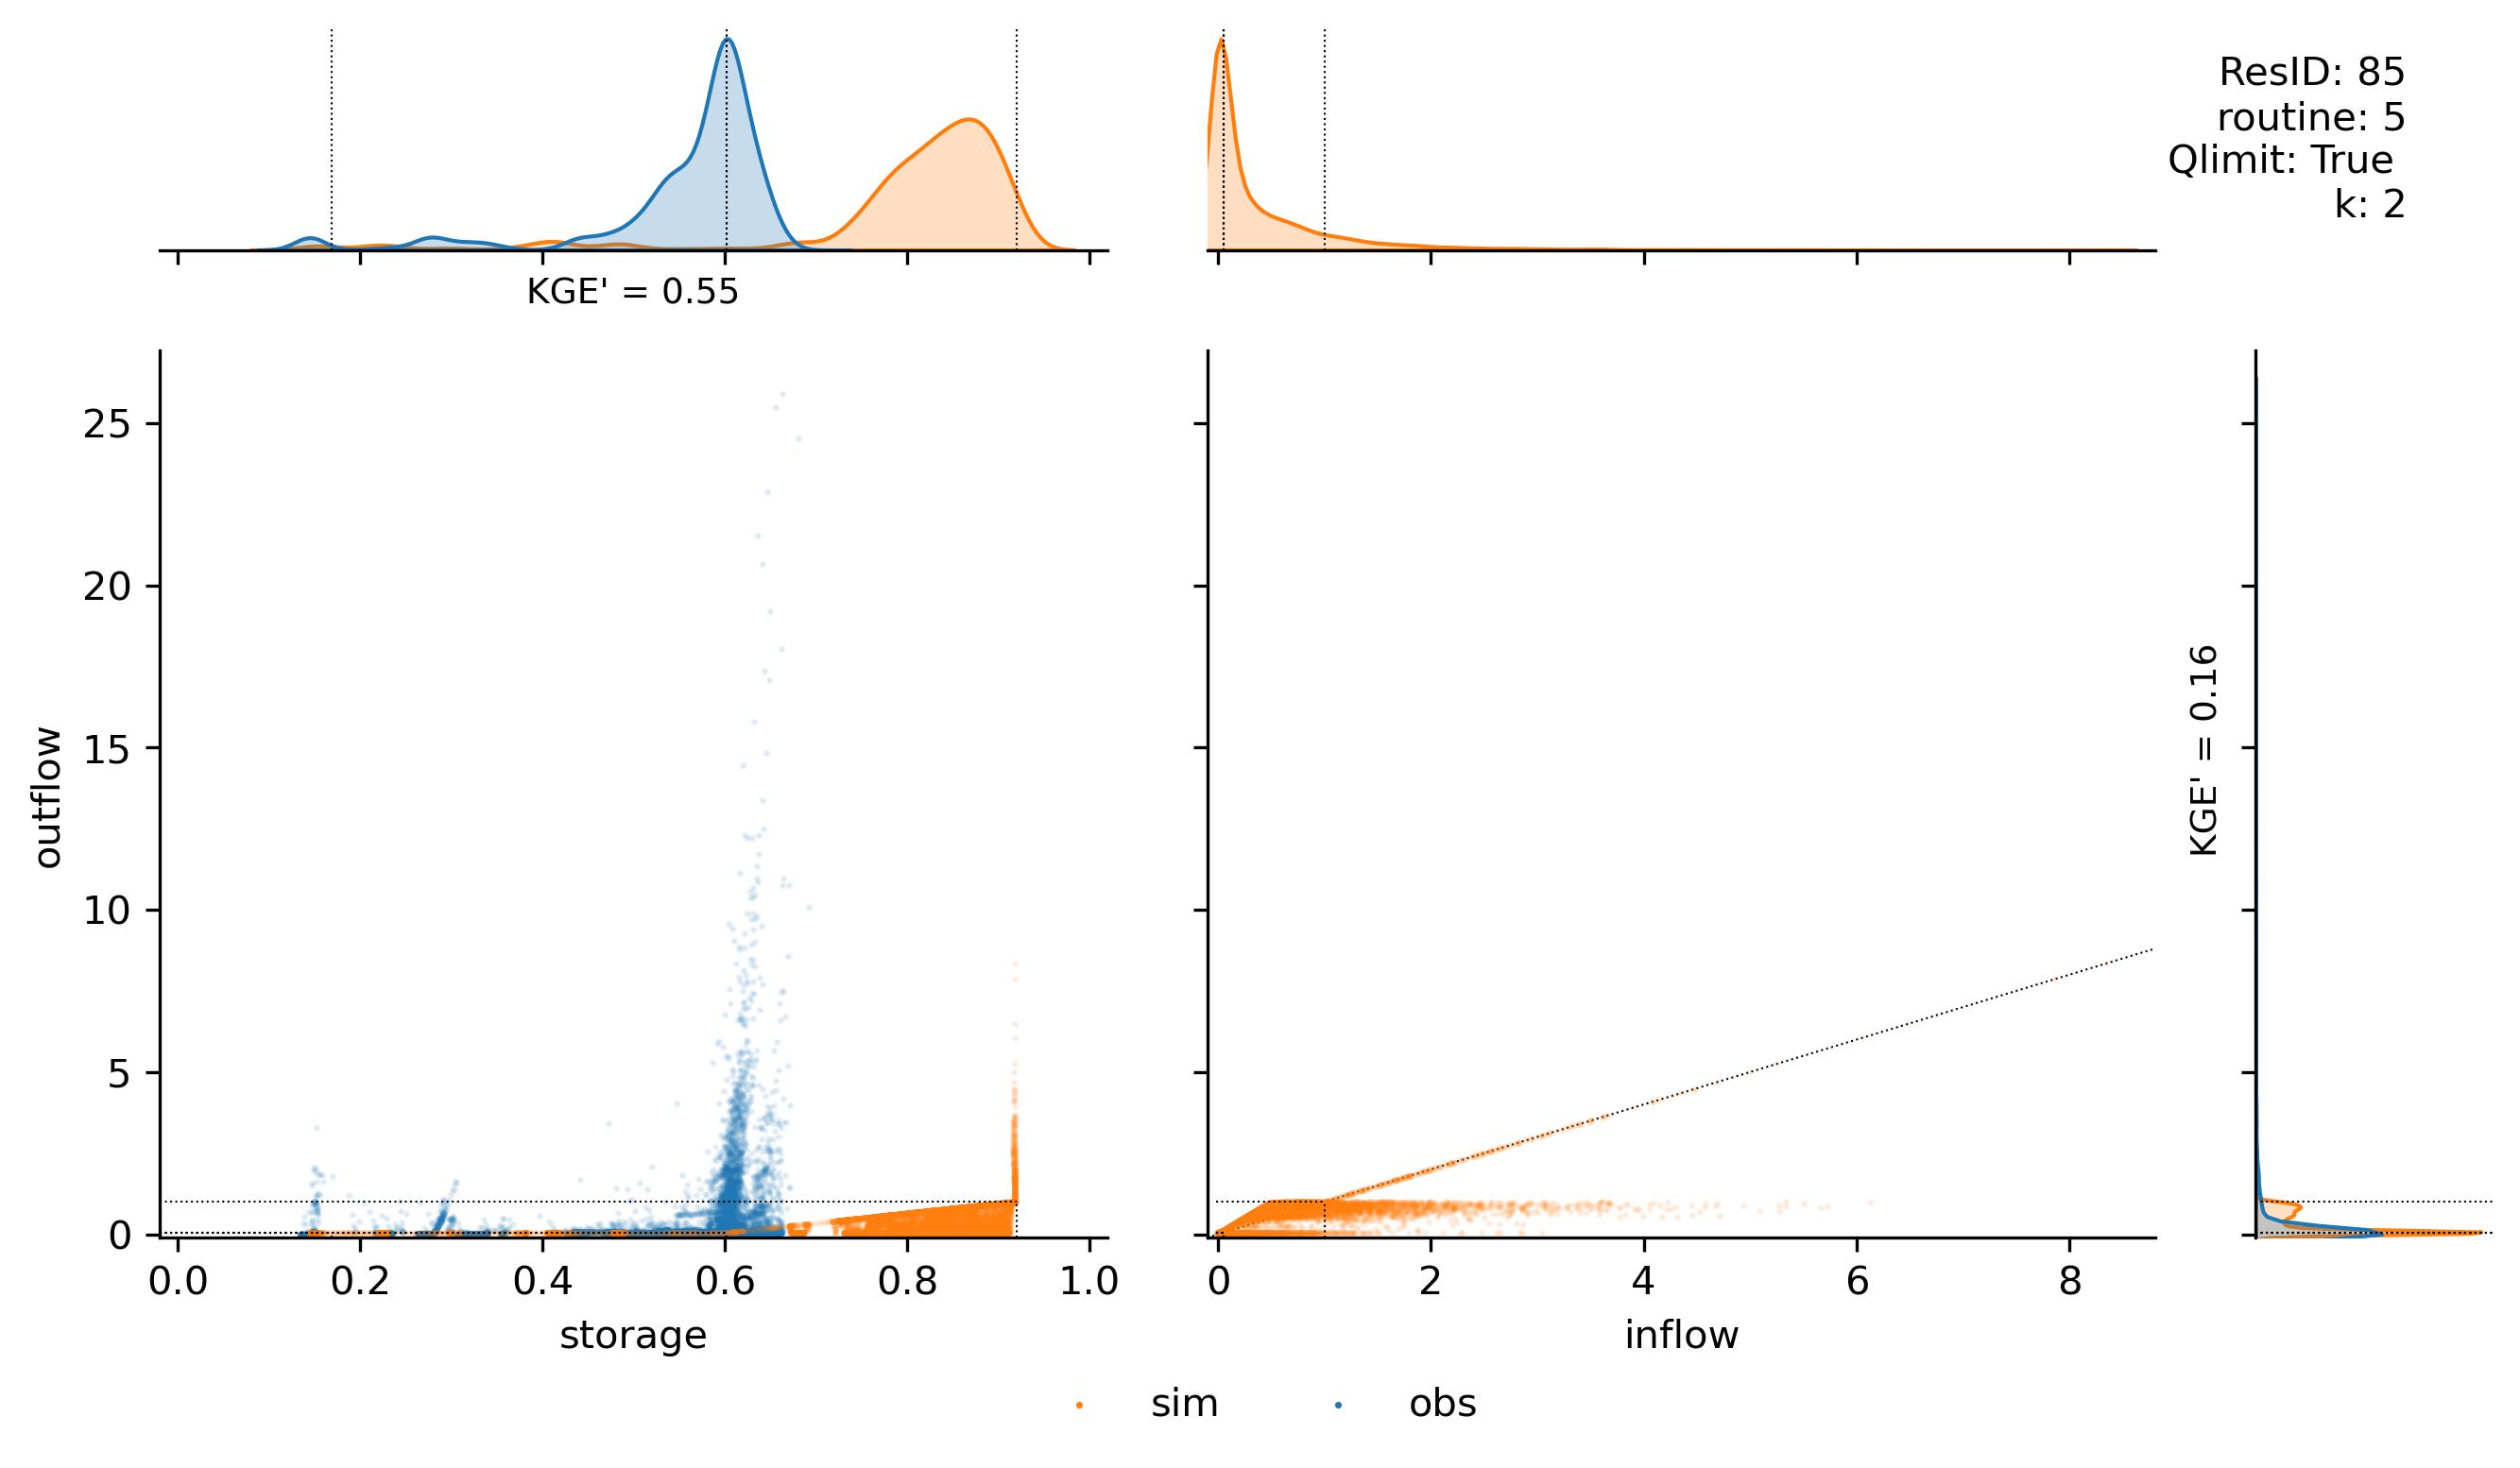 ResID: 85
routine: 5
Qlimit: True
k: 2
KGE' = 0.55
25
20
15
10
5
0
outflow
KGE' = 0.16
0.0 0.2 0.4 0.6 0.8 1.0
storage
0 2 4 6 8
inflow
sim obs